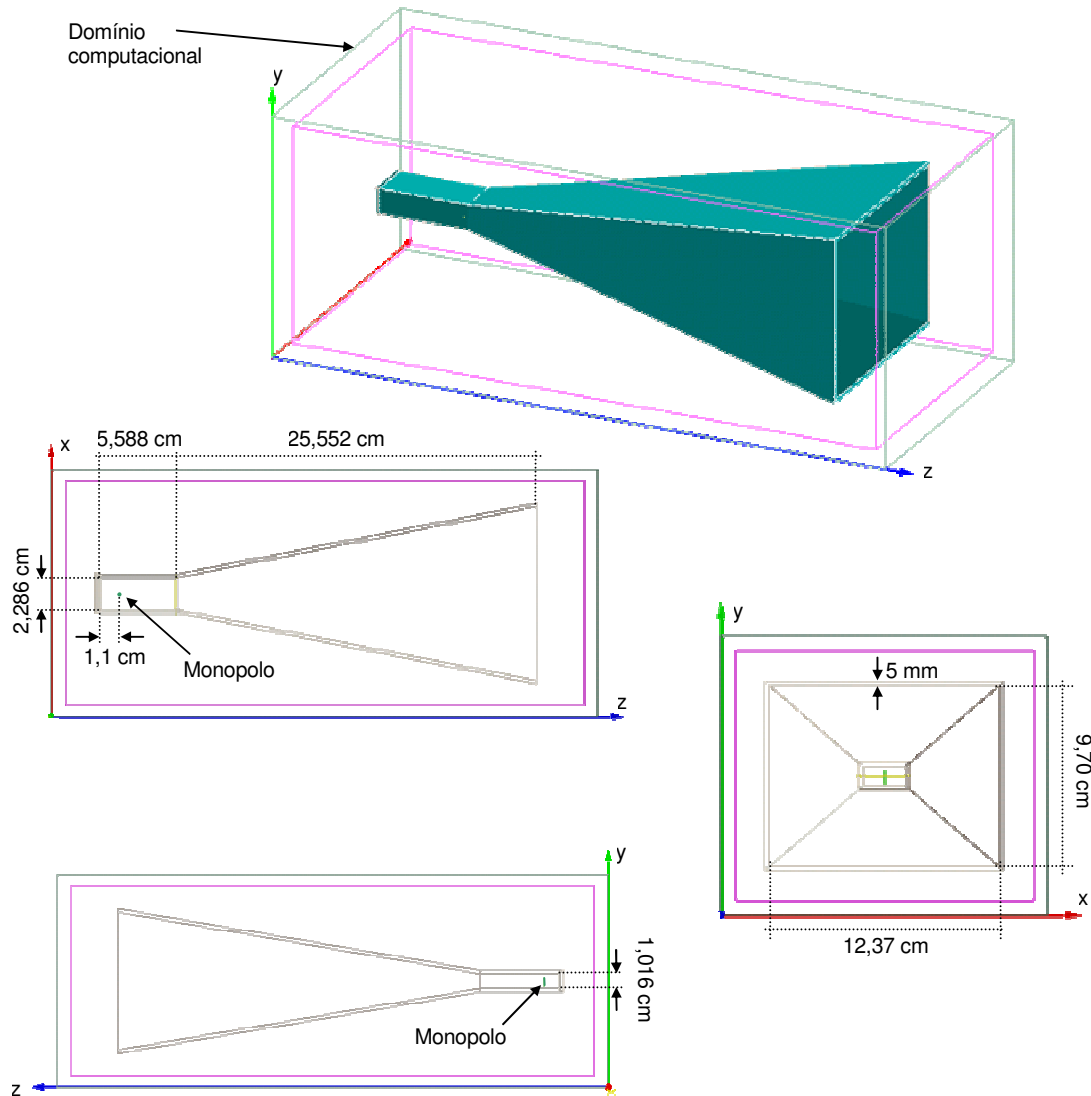 Domínio
computacional
y
z
x
5,588 cm
25,552 cm
2,286 cm
1,1 cm
Monopolo
z
y
5 mm
9,70 cm
x
12,37 cm
y
1,016 cm
Monopolo
z